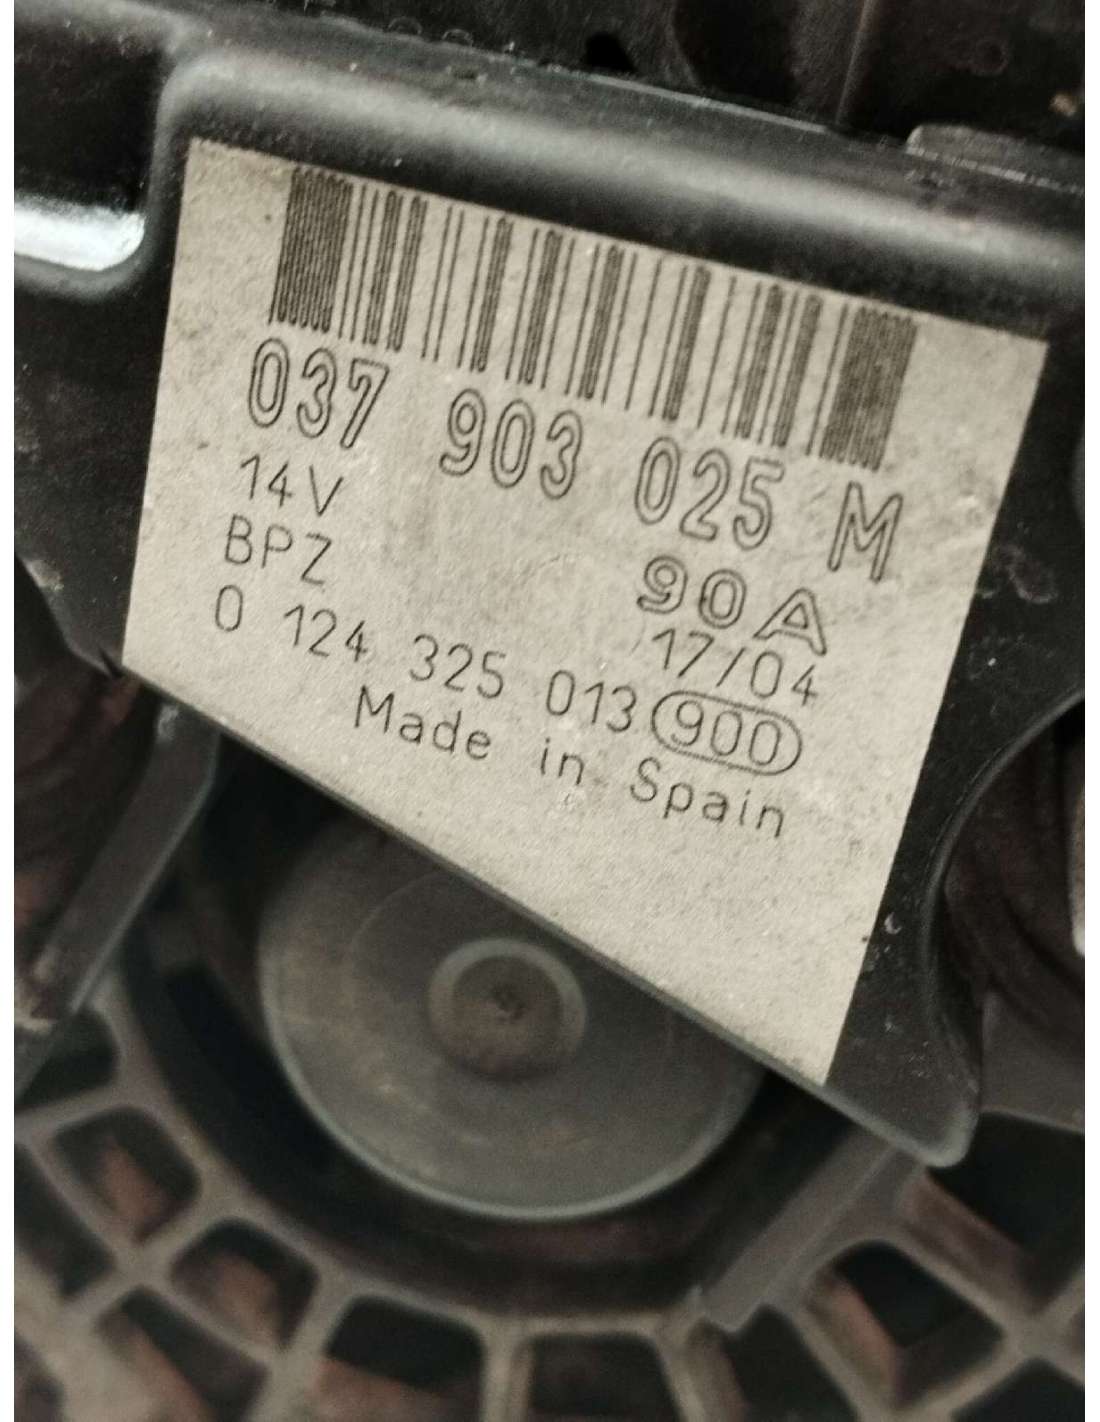 037 903 025 M
14V 90A
BPZ 17/04
0 124 325 013 900
Made in Spain